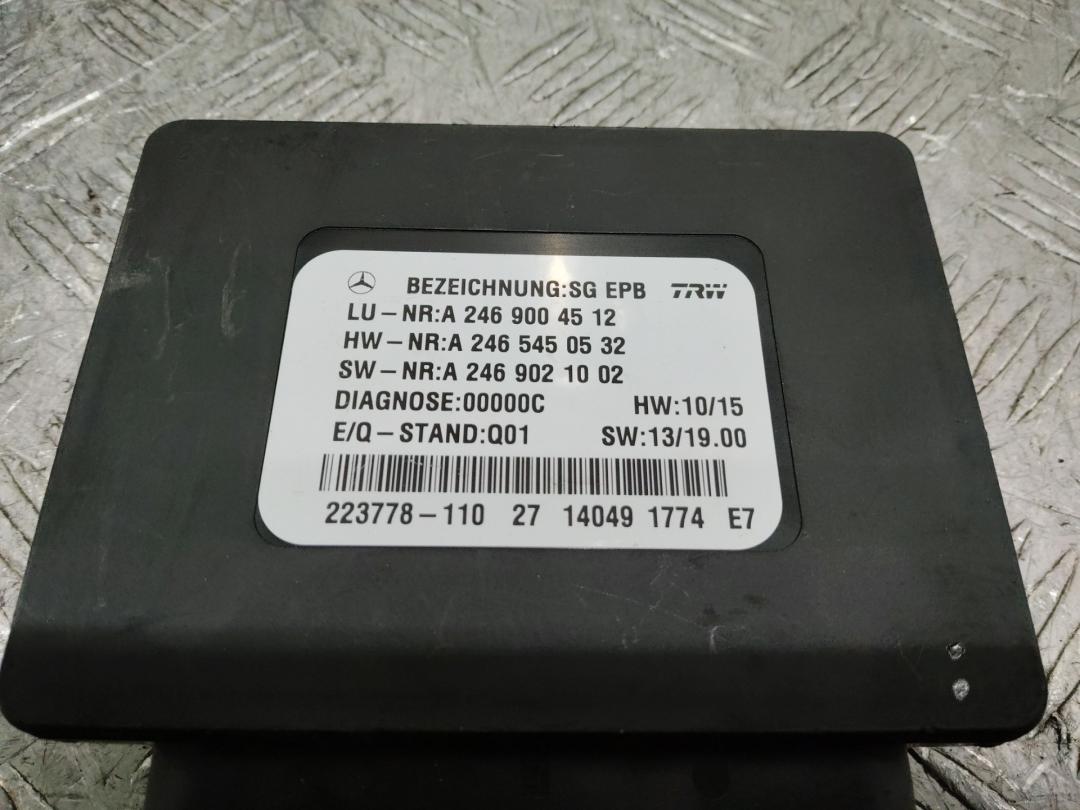 BEZEICHNUNG:SG EPB TRW
LU-NR:A 246 900 45 12
HW-NR:A 246 545 05 32
SW-NR:A 246 902 10 02
DIAGNOSE:00000C HW:10/15
E/Q-STAND:Q01 SW:13/19.00
223778-110 27 14049 1774 E7